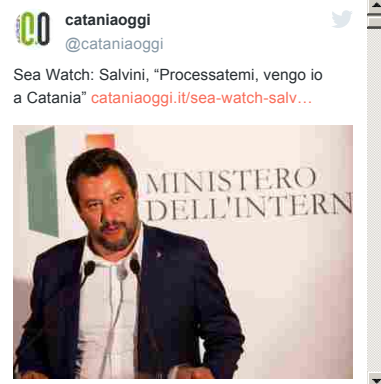 cataniaoggi
@cataniaoggi
Sea Watch: Salvini, “Processatemi, vengo io
a Catania” cataniaoggi.it/sea-watch-salv…
MINISTERO
DELL'INTERN